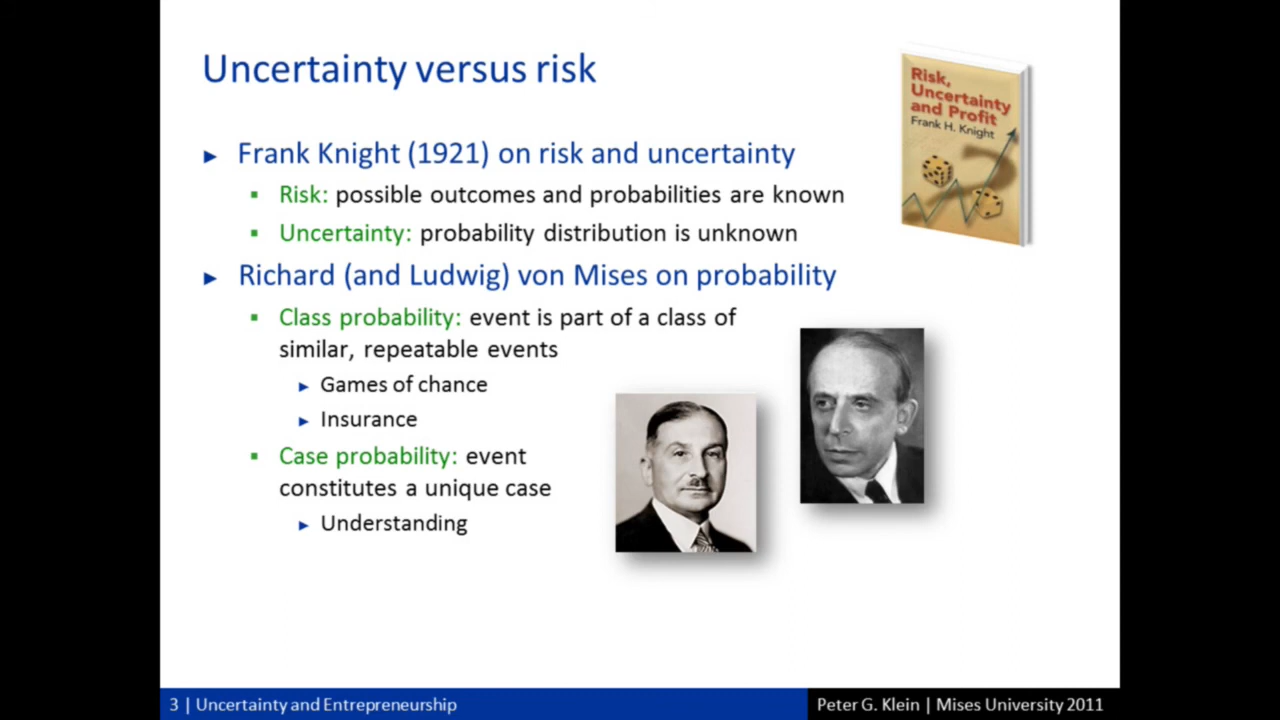 Uncertainty versus risk
Risk,
Uncertainty
and Profit
Frank H. Knight
► Frank Knight (1921) on risk and uncertainty
▪ Risk: possible outcomes and probabilities are known
▪ Uncertainty: probability distribution is unknown
► Richard (and Ludwig) von Mises on probability
▪ Class probability: event is part of a class of
similar, repeatable events
► Games of chance
► Insurance
▪ Case probability: event
constitutes a unique case
► Understanding
3 | Uncertainty and Entrepreneurship
Peter G. Klein | Mises University 2011